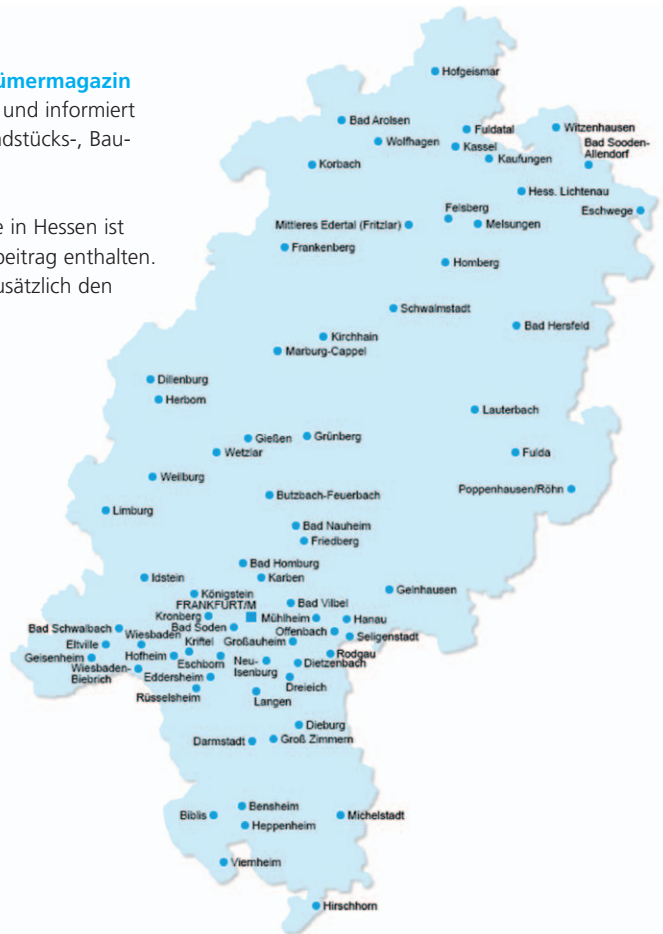 ümermagazin
und informiert
dstücks-, Bau-
e in Hessen ist
beitrag enthalten.
usätzlich den
Hofgeismar
Bad Arolsen
Fuldatal
Witzenhausen
Wolfhagen
Kassel
Bad Sooden-
Allendorf
Kaufungen
Korbach
Hess. Lichtenau
Felsberg
Eschwege
Mittleres Edertal (Fritzlar)
Melsungen
Frankenberg
Homberg
Schwalmstadt
Bad Hersfeld
Kirchhain
Marburg-Cappel
Dillenburg
Herborn
Lauterbach
Gießen
Grünberg
Wetzlar
Fulda
Weilburg
Poppenhausen/Röhn
Butzbach-Feuerbach
Limburg
Bad Nauheim
Friedberg
Bad Homburg
Idstein
Karben
Gelnhausen
Königstein
FRANKFURT/M
Bad Vilbel
Kronberg
Mühlheim
Hanau
Bad Schwalbach
Bad Soden
Offenbach
Seligenstadt
Wiesbaden
Eltville
Kriftel
Großauheim
Rodgau
Geisenheim
Hofheim
Eschborn
Neu-
Isenburg
Dietzenbach
Wiesbaden-
Biebrich
Eddersheim
Dreieich
Rüsselsheim
Langen
Dieburg
Darmstadt
Groß Zimmern
Bensheim
Biblis
Michelstadt
Heppenheim
Viernheim
Hirschhorn